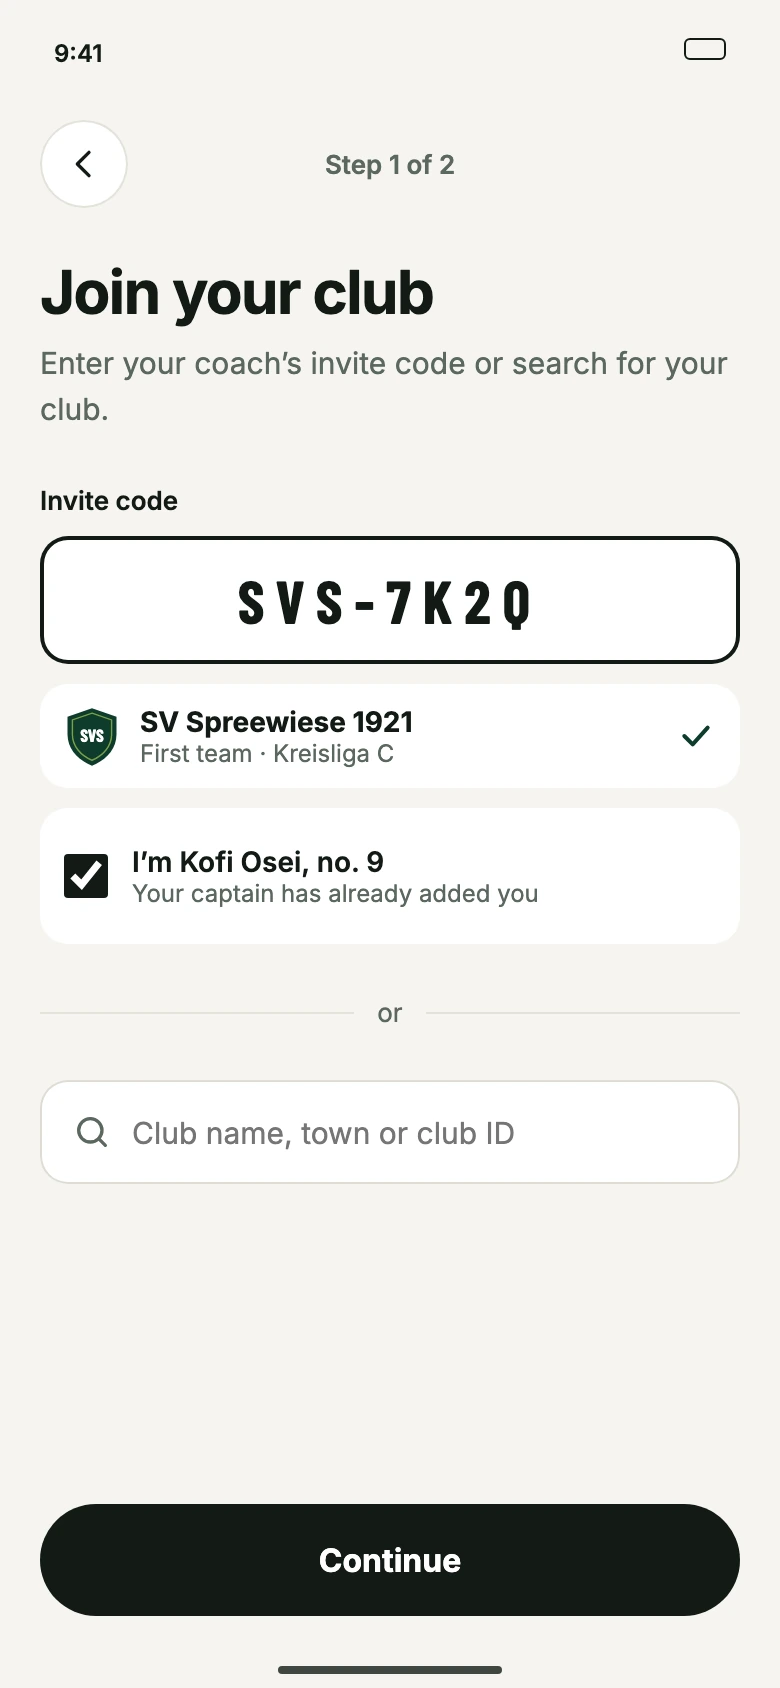 9:41
Step 1 of 2
Join your club
Enter your coach’s invite code or search for your
club.
Invite code
SVS-7K2Q
SVS
SV Spreewiese 1921
First team · Kreisliga C
I’m Kofi Osei, no. 9
Your captain has already added you
or
Club name, town or club ID
Continue